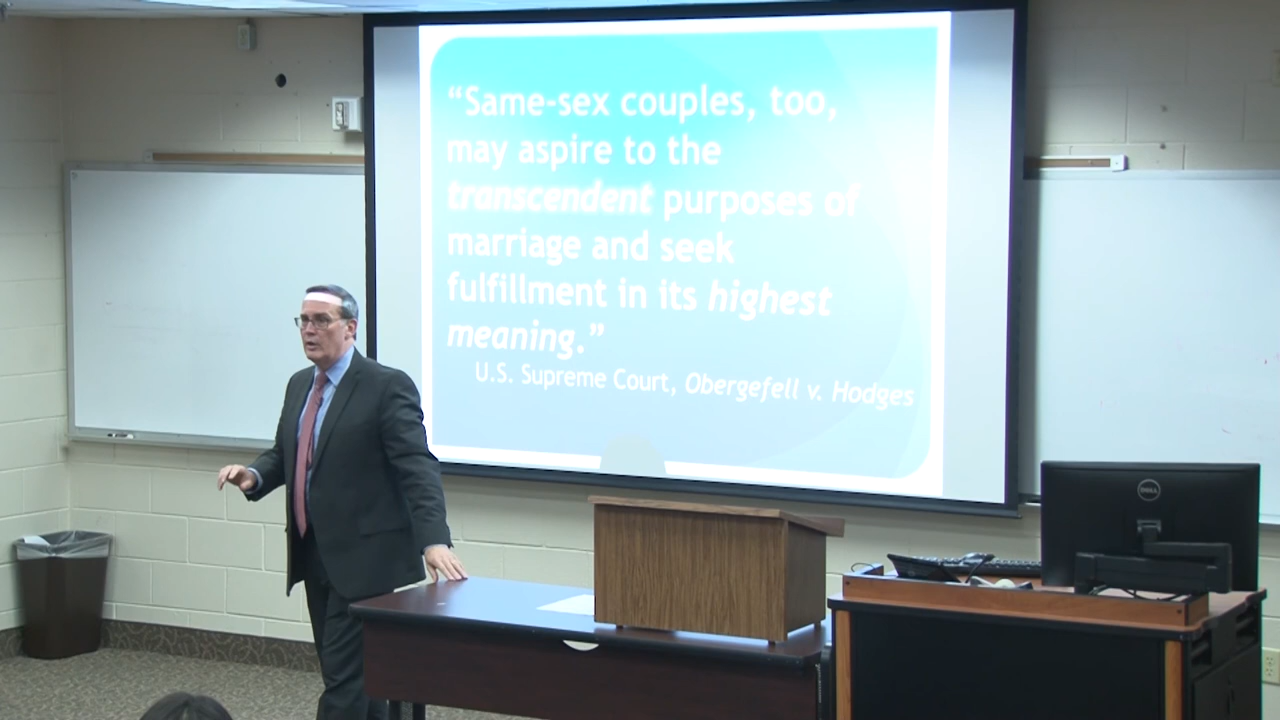 “Same-sex couples, too,
may aspire to the
transcendent purposes of
marriage and seek
fulfillment in its highest
meaning.”
U.S. Supreme Court, Obergefell v. Hodges
DELL